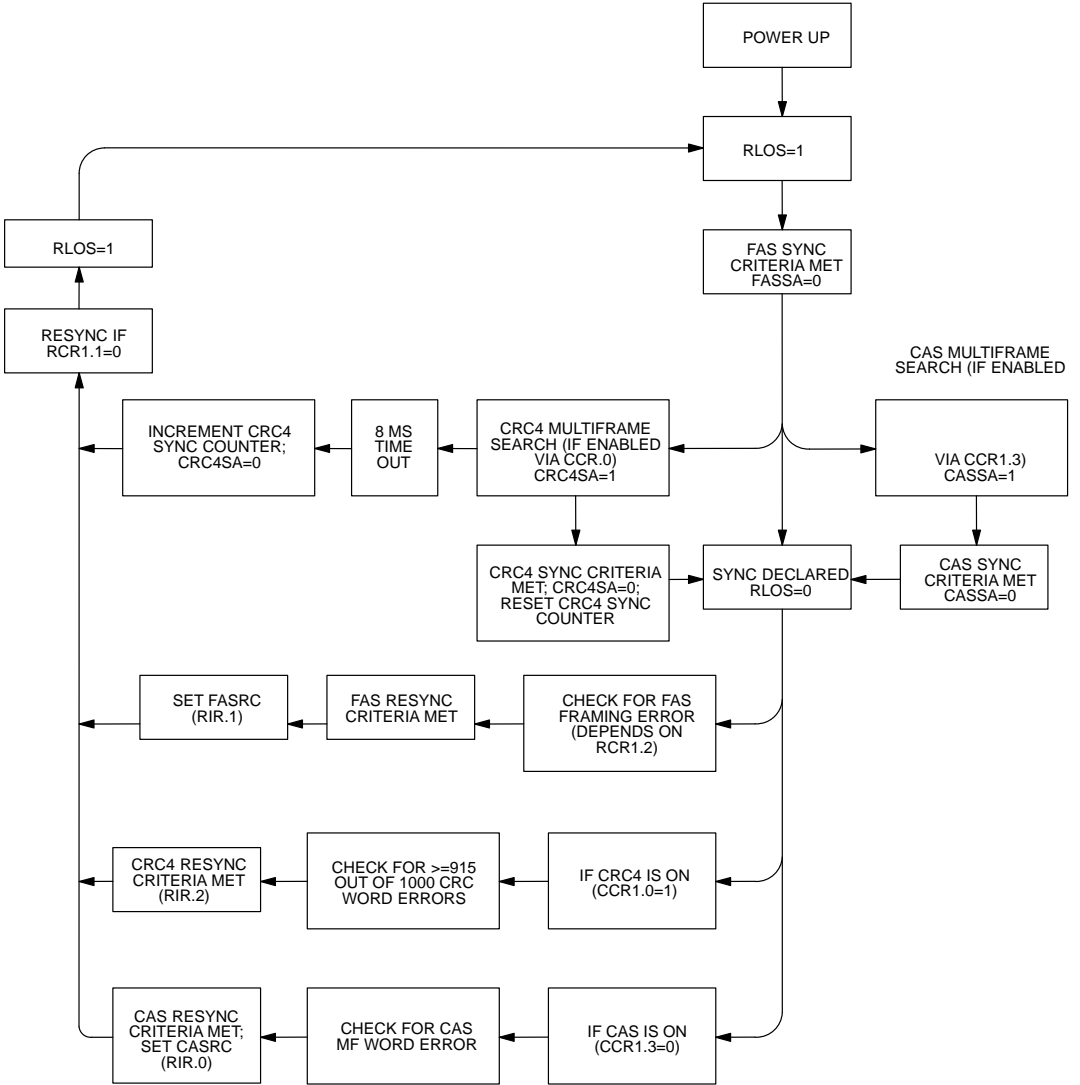 POWER UP
RLOS=1
RLOS=1
FAS SYNC
CRITERIA MET
FASSA=0
RESYNC IF
RCR1.1=0
CAS MULTIFRAME
SEARCH (IF ENABLED
VIA CCR1.3)
CASSA=1
INCREMENT CRC4
SYNC COUNTER;
CRC4SA=0
8 MS
TIME
OUT
CRC4 MULTIFRAME
SEARCH (IF ENABLED
VIA CCR.0)
CRC4SA=1
CRC4 SYNC CRITERIA
MET; CRC4SA=0;
RESET CRC4 SYNC
COUNTER
SYNC DECLARED
RLOS=0
CAS SYNC
CRITERIA MET
CASSA=0
SET FASRC
(RIR.1)
FAS RESYNC
CRITERIA MET
CHECK FOR FAS
FRAMING ERROR
(DEPENDS ON
RCR1.2)
CRC4 RESYNC
CRITERIA MET
(RIR.2)
CHECK FOR >=915
OUT OF 1000 CRC
WORD ERRORS
IF CRC4 IS ON
(CCR1.0=1)
CAS RESYNC
CRITERIA MET;
SET CASRC
(RIR.0)
CHECK FOR CAS
MF WORD ERROR
IF CAS IS ON
(CCR1.3=0)